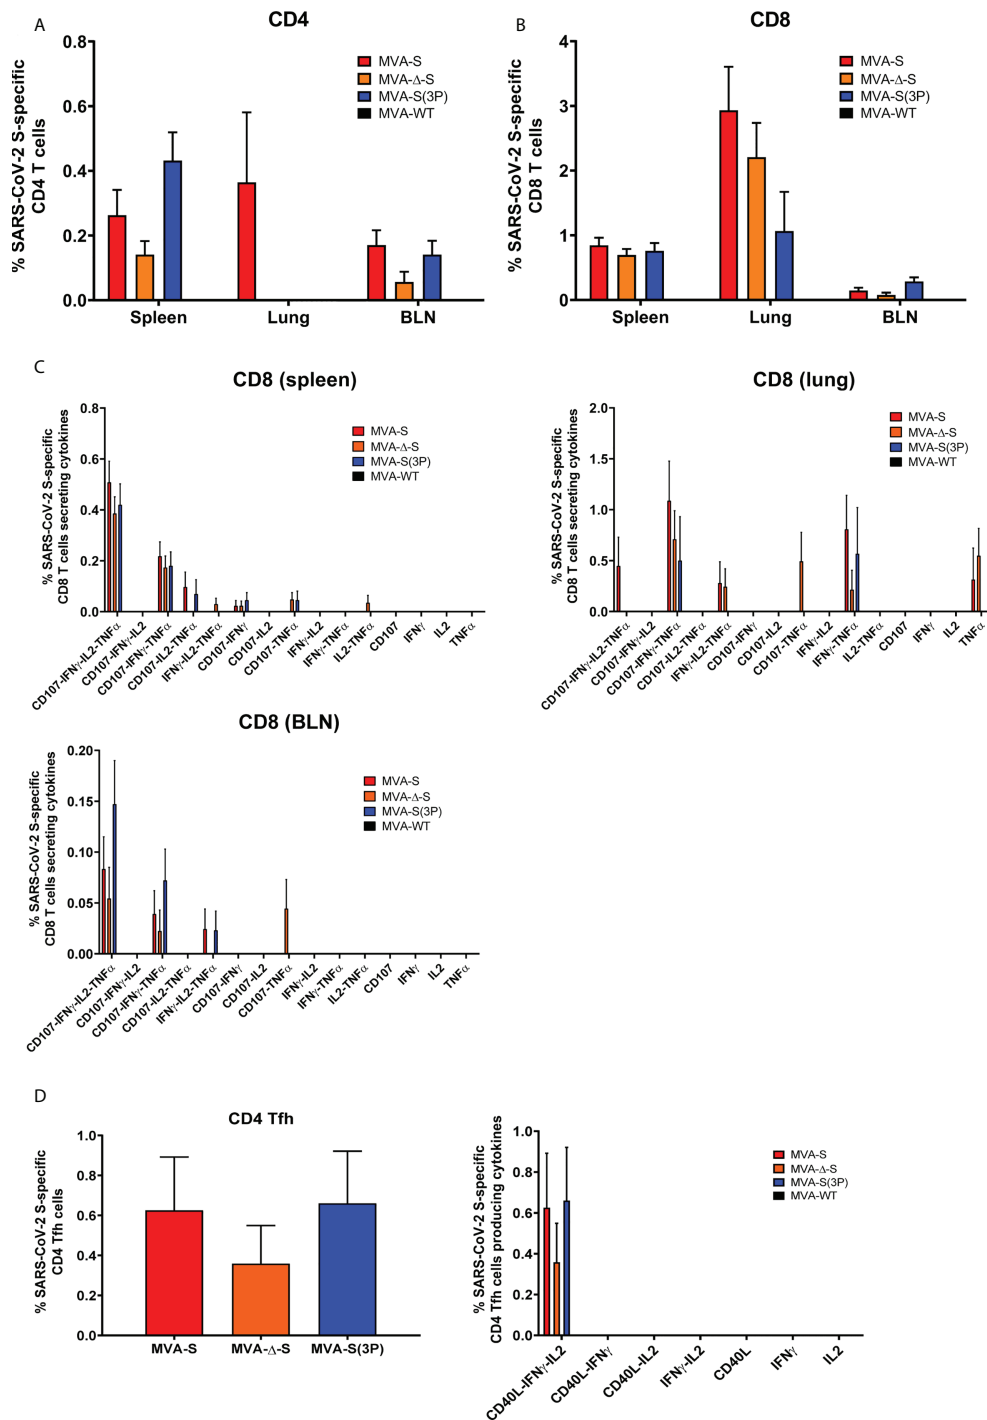 A
CD4
% SARS-CoV-2 S-specific
CD4 T cells
0.8
0.6
0.4
0.2
0.0
MVA-S
MVA-Δ-S
MVA-S(3P)
MVA-WT
Spleen
Lung
BLN
B
CD8
% SARS-CoV-2 S-specific
CD8 T cells
4
3
2
1
0
MVA-S
MVA-Δ-S
MVA-S(3P)
MVA-WT
Spleen
Lung
BLN
C
CD8 (spleen)
% SARS-CoV-2 S-specific
CD8 T cells secreting cytokines
0.8
0.6
0.4
0.2
0.0
MVA-S
MVA-Δ-S
MVA-S(3P)
MVA-WT
CD107-IFNγ-IL2-TNFα
CD107-IFNγ-IL2
CD107-IFNγ-TNFα
CD107-IL2-TNFα
IFNγ-IL2-TNFα
CD107-IFNγ
CD107-IL2
CD107-TNFα
IFNγ-IL2
IFNγ-TNFα
IL2-TNFα
CD107
IFNγ
IL2
TNFα
CD8 (lung)
% SARS-CoV-2 S-specific
CD8 T cells secreting cytokines
2.0
1.5
1.0
0.5
0.0
MVA-S
MVA-Δ-S
MVA-S(3P)
MVA-WT
CD107-IFNγ-IL2-TNFα
CD107-IFNγ-IL2
CD107-IFNγ-TNFα
CD107-IL2-TNFα
IFNγ-IL2-TNFα
CD107-IFNγ
CD107-IL2
CD107-TNFα
IFNγ-IL2
IFNγ-TNFα
IL2-TNFα
CD107
IFNγ
IL2
TNFα
CD8 (BLN)
% SARS-CoV-2 S-specific
CD8 T cells secreting cytokines
0.20
0.15
0.10
0.05
0.00
MVA-S
MVA-Δ-S
MVA-S(3P)
MVA-WT
CD107-IFNγ-IL2-TNFα
CD107-IFNγ-IL2
CD107-IFNγ-TNFα
CD107-IL2-TNFα
IFNγ-IL2-TNFα
CD107-IFNγ
CD107-IL2
CD107-TNFα
IFNγ-IL2
IFNγ-TNFα
IL2-TNFα
CD107
IFNγ
IL2
TNFα
D
CD4 Tfh
% SARS-CoV-2 S-specific
CD4 Tfh cells
1.0
0.8
0.6
0.4
0.2
0.0
MVA-S
MVA-Δ-S
MVA-S(3P)
% SARS-CoV-2 S-specific
CD4 Tfh cells producing cytokines
1.0
0.8
0.6
0.4
0.2
0.0
MVA-S
MVA-Δ-S
MVA-S(3P)
MVA-WT
CD40L-IFNγ-IL2
CD40L-IFNγ
CD40L-IL2
IFNγ-IL2
CD40L
IFNγ
IL2